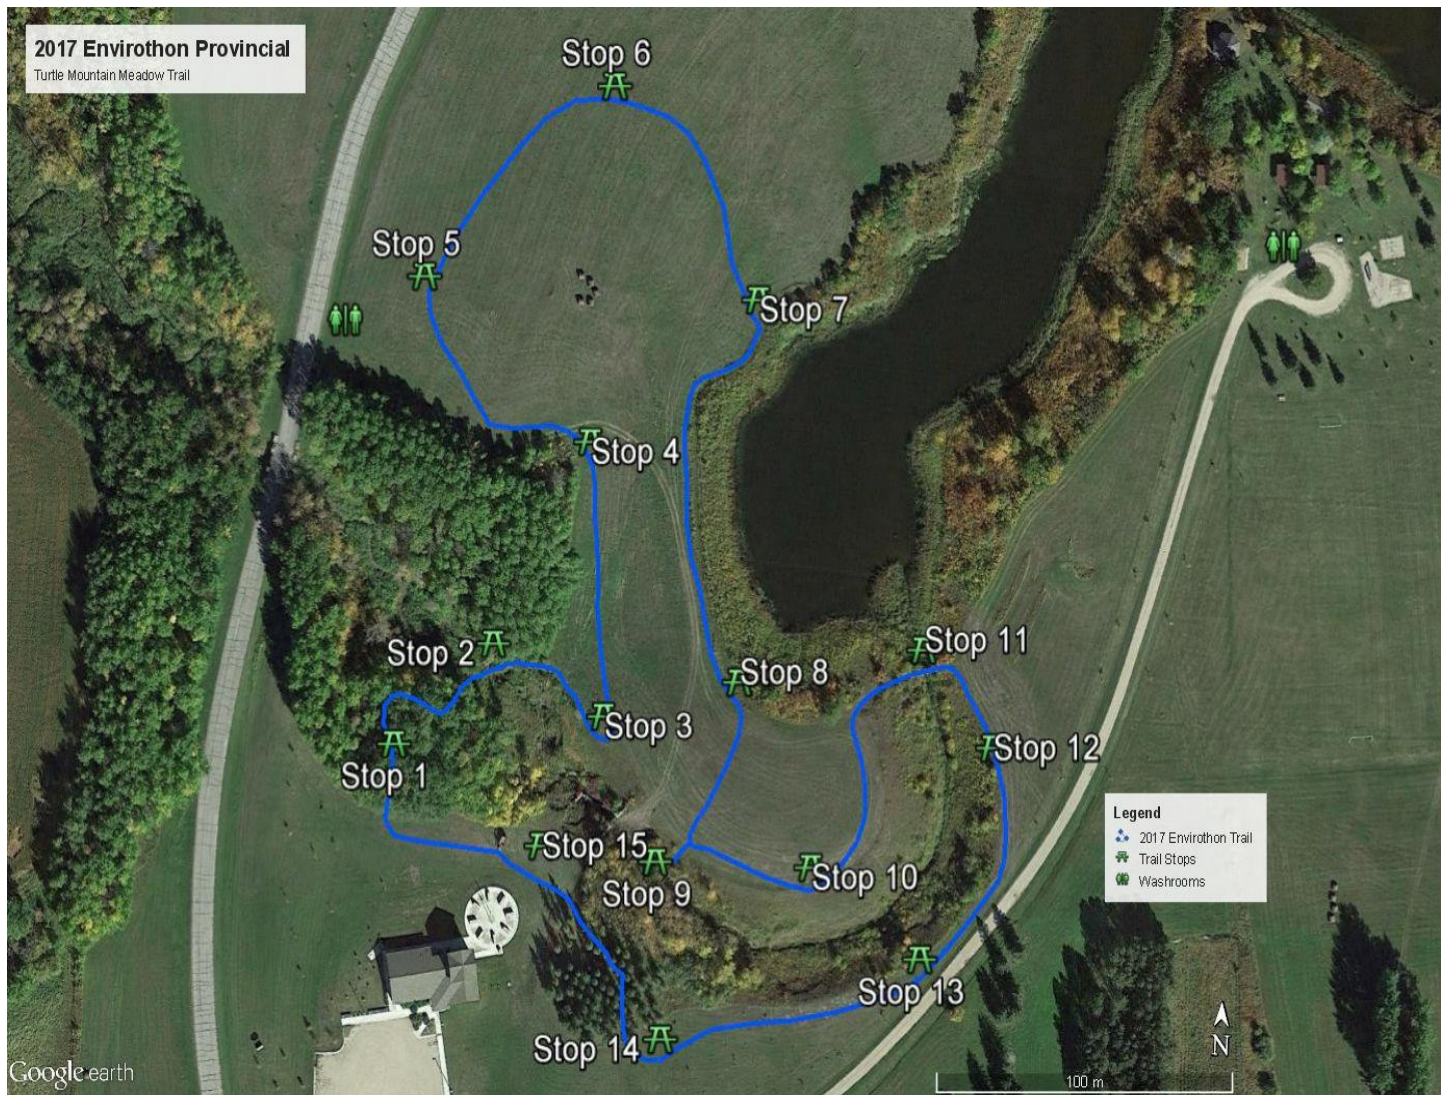 2017 Envirothon Provincial
Turtle Mountain Meadow Trail
Stop 6
Stop 5
Stop 7
Stop 4
Stop 2
Stop 11
Stop 8
Stop 3
Stop 12
Stop 1
Stop 15
Stop 9
Stop 10
Stop 13
Stop 14
Legend
2017 Envirothon Trail
Trail Stops
Washrooms
N
Google earth
100 m